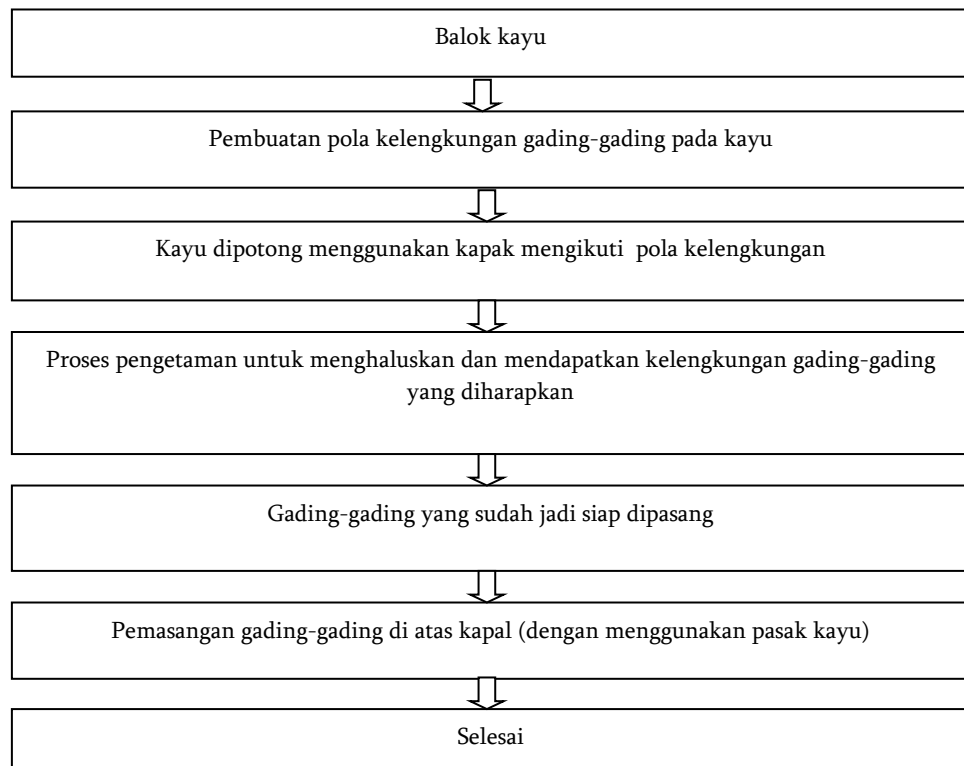 Balok kayu
Pembuatan pola kelengkungan gading-gading pada kayu
Kayu dipotong menggunakan kapak mengikuti  pola kelengkungan
Proses pengetaman untuk menghaluskan dan mendapatkan kelengkungan gading-gading
yang diharapkan
Gading-gading yang sudah jadi siap dipasang
Pemasangan gading-gading di atas kapal (dengan menggunakan pasak kayu)
Selesai